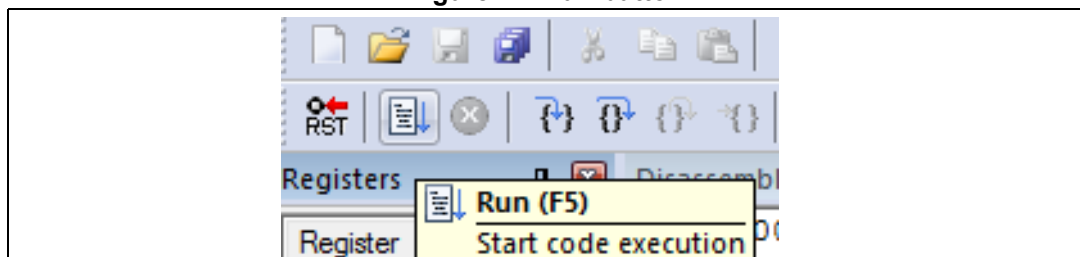 RST
Registers
Run (F5)
Register
Start code execution